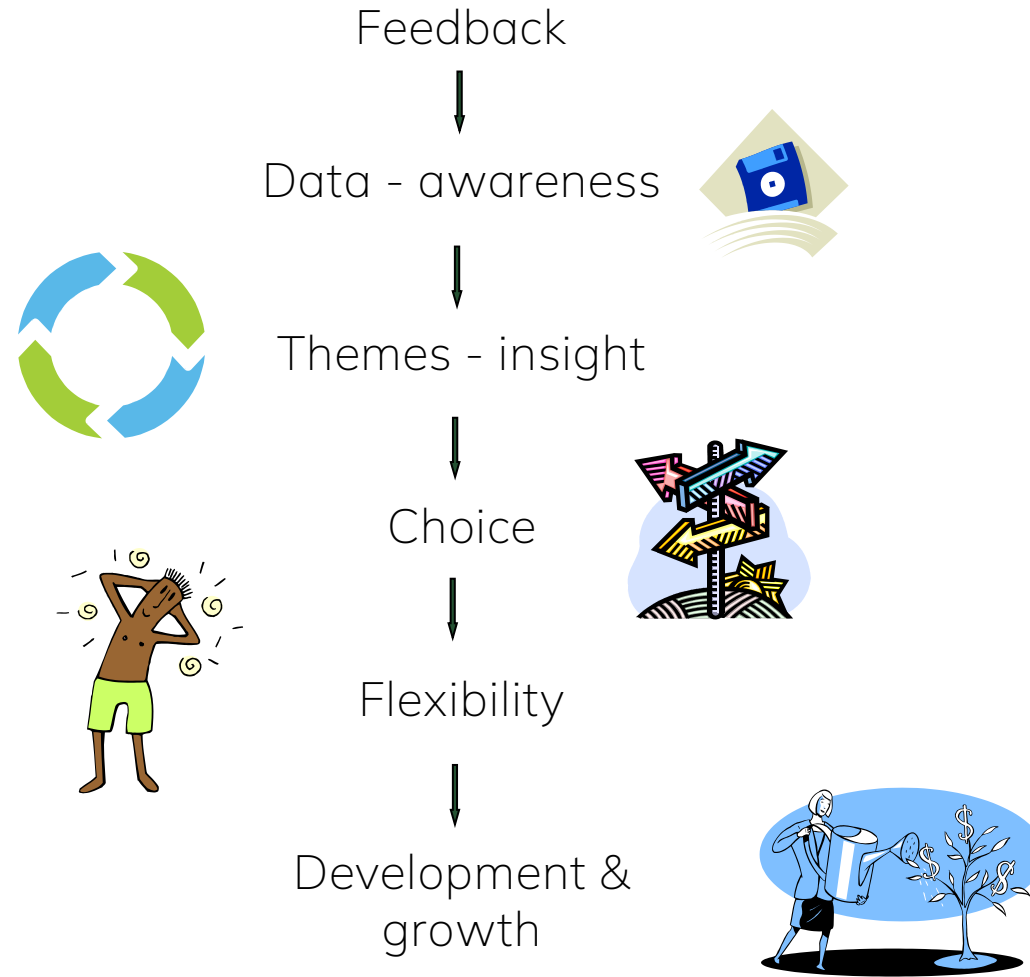 Feedback
Data - awareness
Themes - insight
Choice
Flexibility
Development &
growth